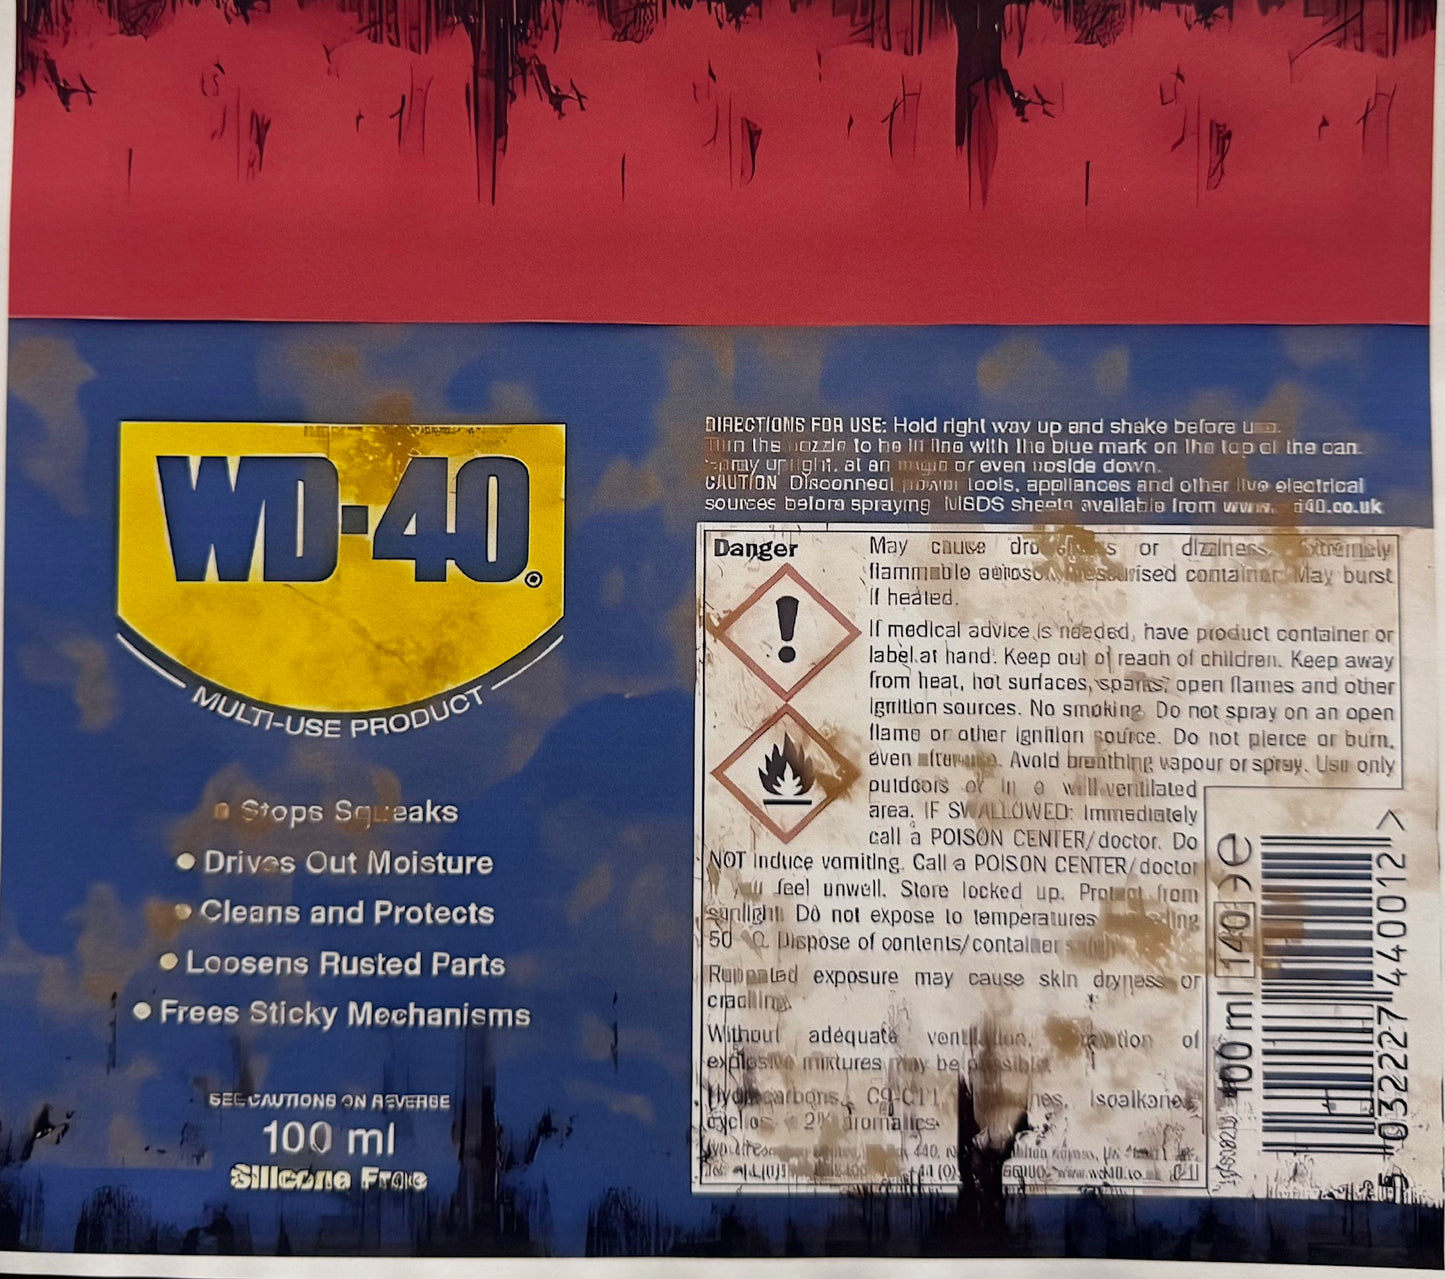 WD-40
®
MULTI-USE PRODUCT
Stops Squeaks
• Drives Out Moisture
• Cleans and Protects
• Loosens Rusted Parts
• Frees Sticky Mechanisms
SEE CAUTIONS ON REVERSE
100 ml
Silicone Free
DIRECTIONS FOR USE: Hold right way up and shake before
the nozzle to be in line with the blue mark on the top of the can.
upright, at an or even upside down.
CAUTION Disconnect power tools, appliances and other live electrical
sources before spraying MSDS sheets available from
Danger
May cause or dizziness. Extremely
flammable container May burst
if heated.
If medical advice is needed, have product container or
label at hand. Keep out of reach of children. Keep away
from heat, hot surfaces, sparks, open flames and other
ignition sources. No smoking. Do not spray on an open
flame or other ignition source. Do not pierce or burn,
even Avoid breathing vapour or spray. Use only
outdoors or in a well-ventilated
area. IF SWALLOWED: Immediately
call a POISON CENTER/doctor. Do
NOT induce vomiting. Call a POISON CENTER/doctor
feel unwell. Store locked up. Protect from
sunlight. Do not expose to temperatures
50 Dispose of contents/container
Repeated exposure may cause skin dryness or
cracking.
Without adequate of
explosive mixtures may be possible.
Hydrocarbons, C9-C11
aromatics
100 ml 140 ℮
5 032227 440012 >